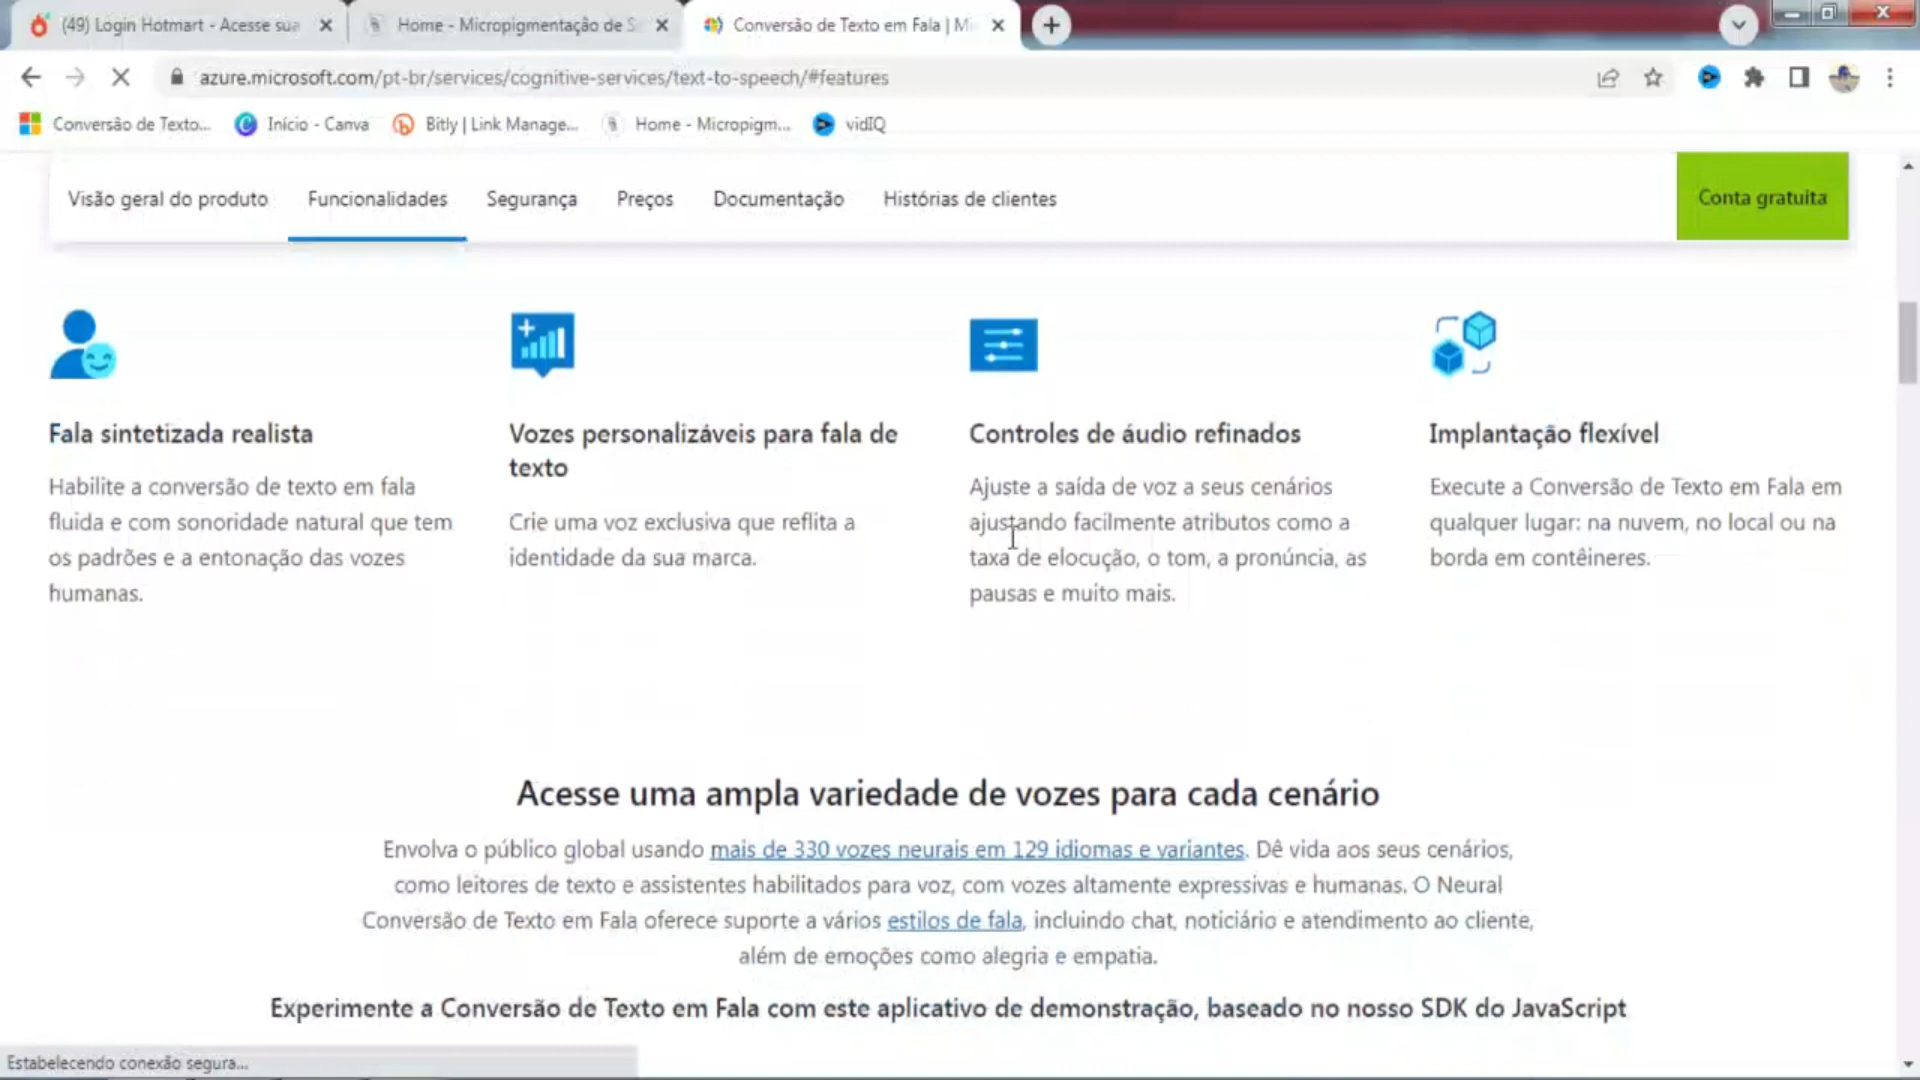 (49) Login Hotmart - Acesse sua
Home - Micropigmentação de S
Conversão de Texto em Fala | Mi
azure.microsoft.com/pt-br/services/cognitive-services/text-to-speech/#features
Conversão de Texto...
Início - Canva
Bitly | Link Manage...
Home - Micropigm...
vidIQ
Visão geral do produto
Funcionalidades
Segurança
Preços
Documentação
Histórias de clientes
Conta gratuita
Fala sintetizada realista
Habilite a conversão de texto em fala
fluida e com sonoridade natural que tem
os padrões e a entonação das vozes
humanas.
Vozes personalizáveis para fala de
texto
Crie uma voz exclusiva que reflita a
identidade da sua marca.
Controles de áudio refinados
Ajuste a saída de voz a seus cenários
ajustando facilmente atributos como a
taxa de elocução, o tom, a pronúncia, as
pausas e muito mais.
Implantação flexível
Execute a Conversão de Texto em Fala em
qualquer lugar: na nuvem, no local ou na
borda em contêineres.
Acesse uma ampla variedade de vozes para cada cenário
Envolva o público global usando mais de 330 vozes neurais em 129 idiomas e variantes. Dê vida aos seus cenários,
como leitores de texto e assistentes habilitados para voz, com vozes altamente expressivas e humanas. O Neural
Conversão de Texto em Fala oferece suporte a vários estilos de fala, incluindo chat, noticiário e atendimento ao cliente,
além de emoções como alegria e empatia.
Experimente a Conversão de Texto em Fala com este aplicativo de demonstração, baseado no nosso SDK do JavaScript
Estabelecendo conexão segura...